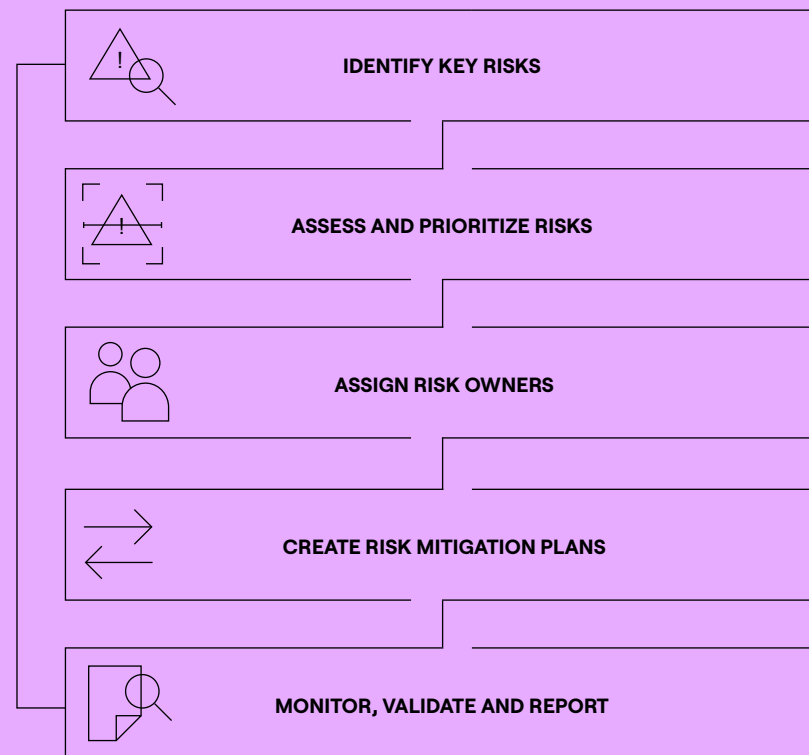 IDENTIFY KEY RISKS
ASSESS AND PRIORITIZE RISKS
ASSIGN RISK OWNERS
CREATE RISK MITIGATION PLANS
MONITOR, VALIDATE AND REPORT